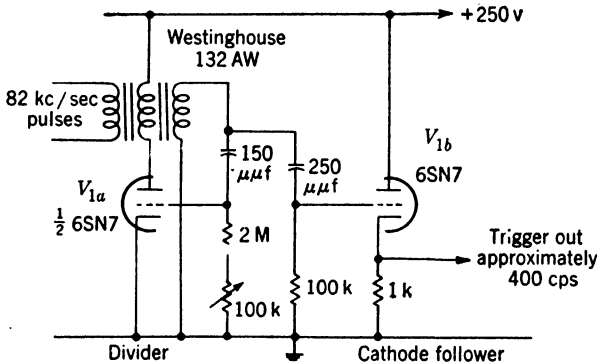 +250 v
Westinghouse
132 AW
82 kc/sec
pulses
150
μμf
250
μμf
V1b
6SN7
V1a
½ 6SN7
2 M
Trigger out
approximately
400 cps
100 k
100 k
1 k
Divider
Cathode follower